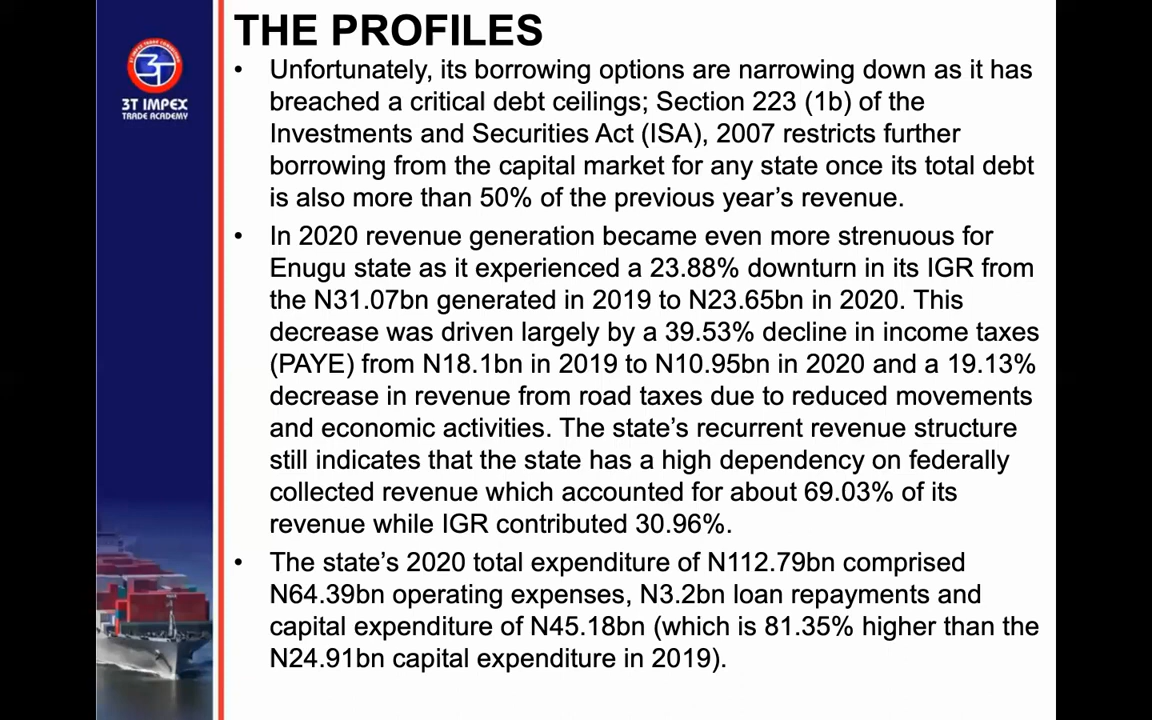 THE PROFILES
3T IMPEX
TRADE ACADEMY
• Unfortunately, its borrowing options are narrowing down as it has
breached a critical debt ceilings; Section 223 (1b) of the
Investments and Securities Act (ISA), 2007 restricts further
borrowing from the capital market for any state once its total debt
is also more than 50% of the previous year's revenue.
• In 2020 revenue generation became even more strenuous for
Enugu state as it experienced a 23.88% downturn in its IGR from
the N31.07bn generated in 2019 to N23.65bn in 2020. This
decrease was driven largely by a 39.53% decline in income taxes
(PAYE) from N18.1bn in 2019 to N10.95bn in 2020 and a 19.13%
decrease in revenue from road taxes due to reduced movements
and economic activities. The state's recurrent revenue structure
still indicates that the state has a high dependency on federally
collected revenue which accounted for about 69.03% of its
revenue while IGR contributed 30.96%.
• The state's 2020 total expenditure of N112.79bn comprised
N64.39bn operating expenses, N3.2bn loan repayments and
capital expenditure of N45.18bn (which is 81.35% higher than the
N24.91bn capital expenditure in 2019).